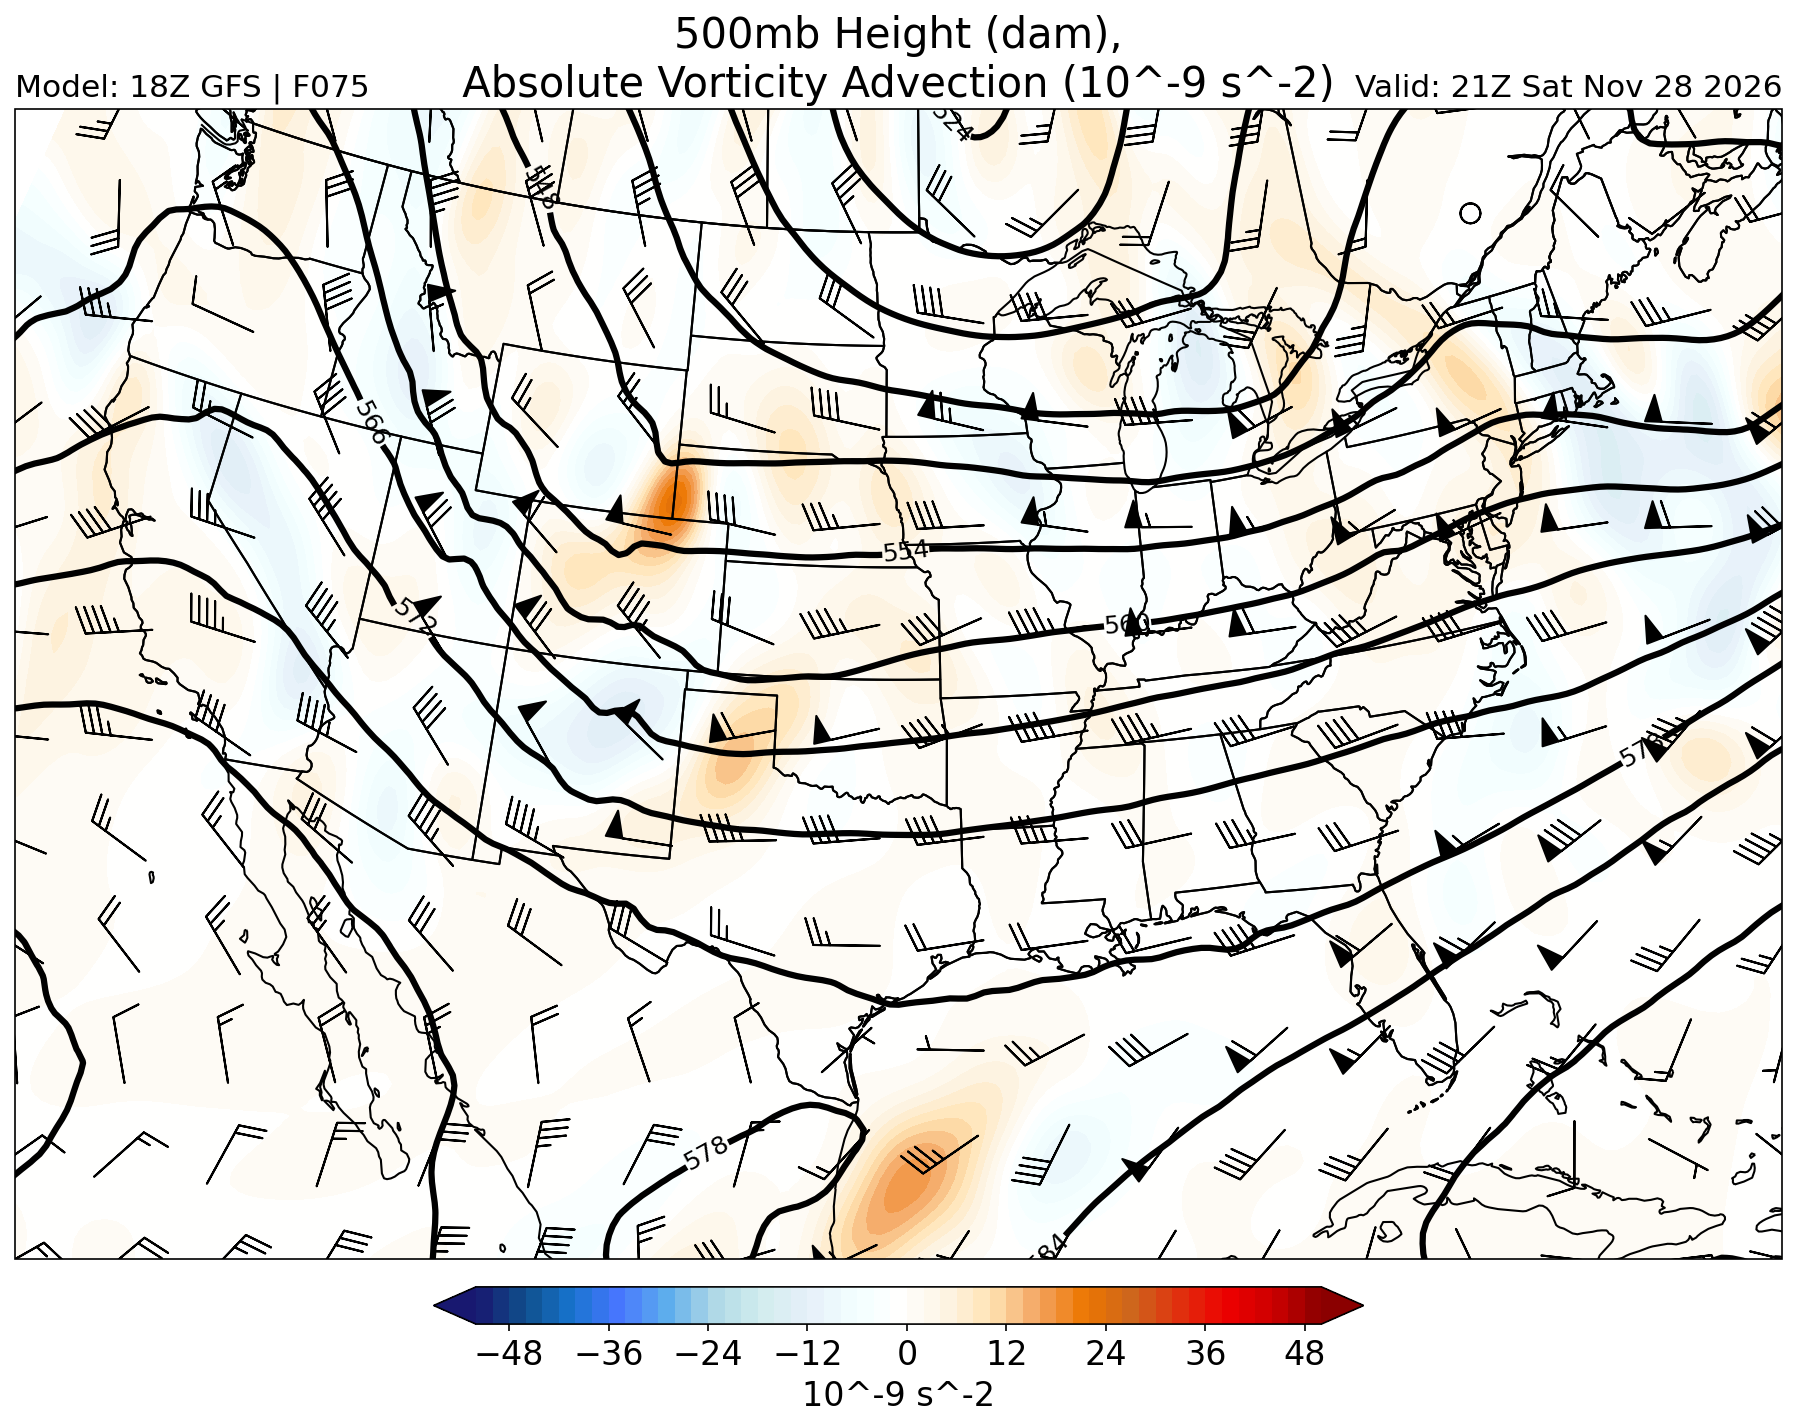 500mb Height (dam),
Model: 18Z GFS | F075
Absolute Vorticity Advection (10^-9 s^-2)
Valid: 21Z Sat Nov 28 2026
524
548
566
554
572
560
578
578
584
−48 −36 −24 −12 0 12 24 36 48
10^-9 s^-2